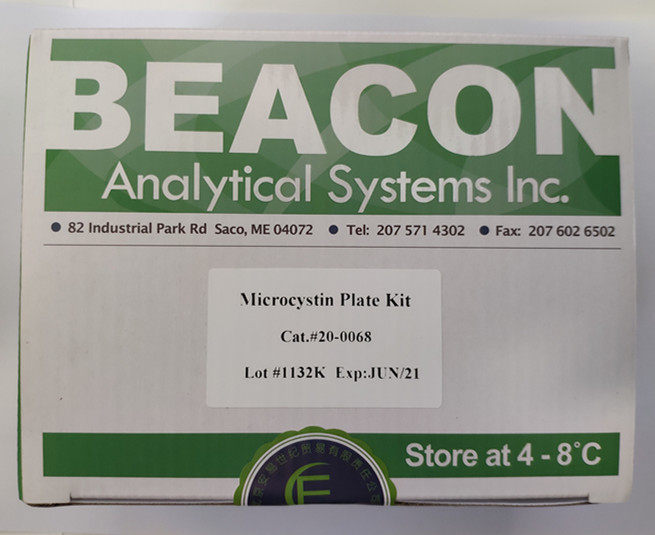 BEACON
Analytical Systems Inc.
• 82 Industrial Park Rd Saco, ME 04072 • Tel: 207 571 4302 • Fax: 207 602 6502
Microcystin Plate Kit
Cat.#20-0068
Lot #1132K Exp:JUN/21
Store at 4 - 8°C